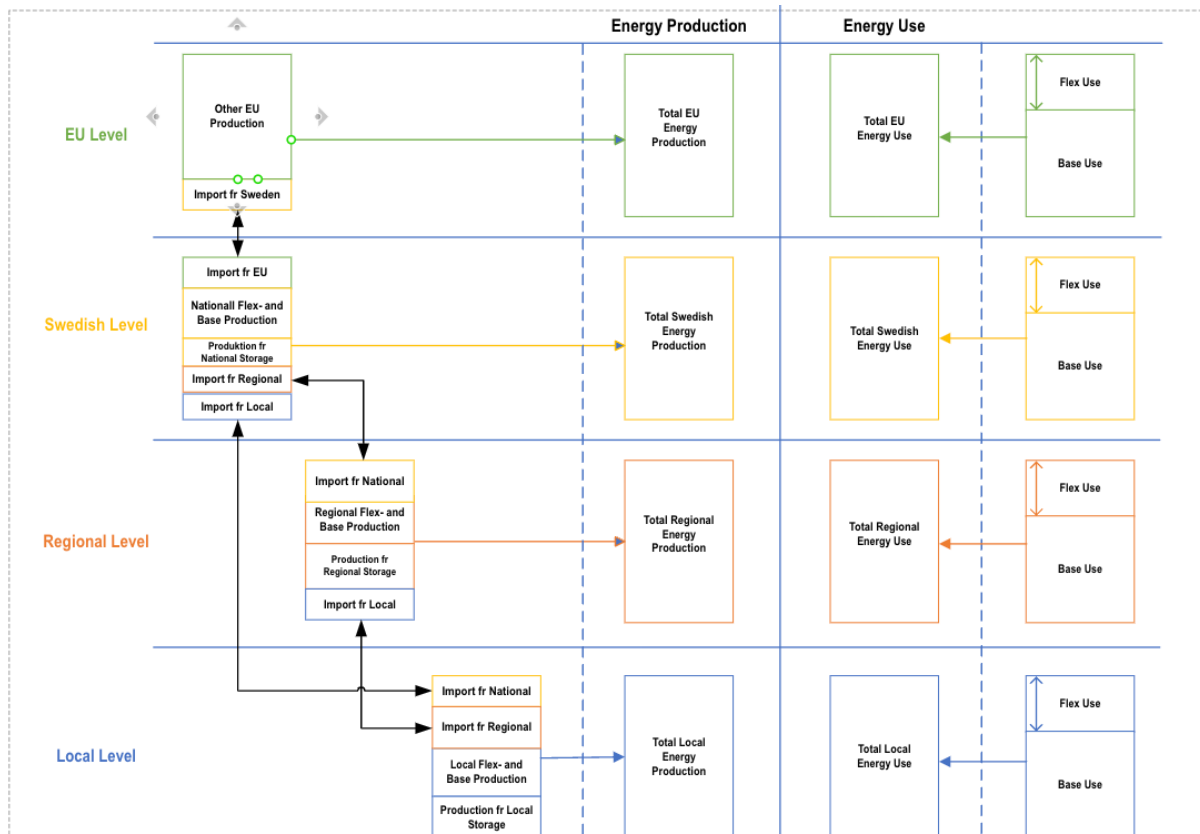 Energy Production
Energy Use
EU Level
Other EU
Production
Import fr Sweden
Total EU
Energy
Production
Total EU
Energy Use
Flex Use
Base Use
Swedish Level
Import fr EU
Nationall Flex- and
Base Production
Produktion fr
National Storage
Import fr Regional
Import fr Local
Total Swedish
Energy
Production
Total Swedish
Energy Use
Flex Use
Base Use
Regional Level
Import fr National
Regional Flex- and
Base Production
Production fr
Regional Storage
Import fr Local
Total Regional
Energy
Production
Total Regional
Energy Use
Flex Use
Base Use
Local Level
Import fr National
Import fr Regional
Local Flex- and
Base Production
Production fr Local
Storage
Total Local
Energy
Production
Total Local
Energy Use
Flex Use
Base Use